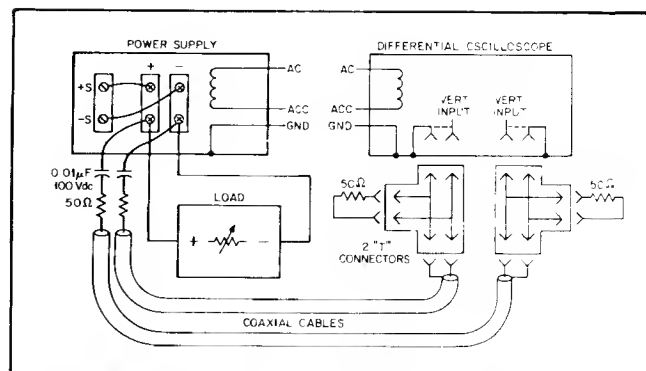 POWER SUPPLY
+
-
+S
-S
AC
ACC
GND
0.01µF
100 Vdc
50Ω
LOAD
+
-
DIFFERENTIAL OSCILLOSCOPE
AC
ACC
GND
VERT
INPUT
VERT
INPUT
50Ω
50Ω
2 "T"
CONNECTORS
COAXIAL CABLES